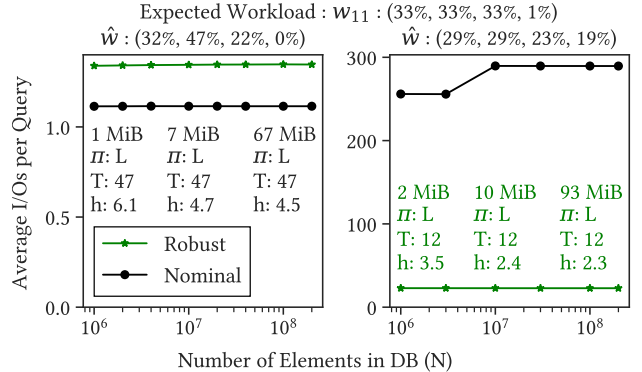 Expected Workload : w11 : (33%, 33%, 33%, 1%)
ŵ : (32%, 47%, 22%, 0%)
ŵ : (29%, 29%, 23%, 19%)
Average I/Os per Query
1.0
0.5
0.0
1 MiB 7 MiB 67 MiB
π: L π: L π: L
T: 47 T: 47 T: 47
h: 6.1 h: 4.7 h: 4.5
Robust
Nominal
10^6 10^7 10^8
300
200
100
0
2 MiB 10 MiB 93 MiB
π: L π: L π: L
T: 12 T: 12 T: 12
h: 3.5 h: 2.4 h: 2.3
10^6 10^7 10^8
Number of Elements in DB (N)